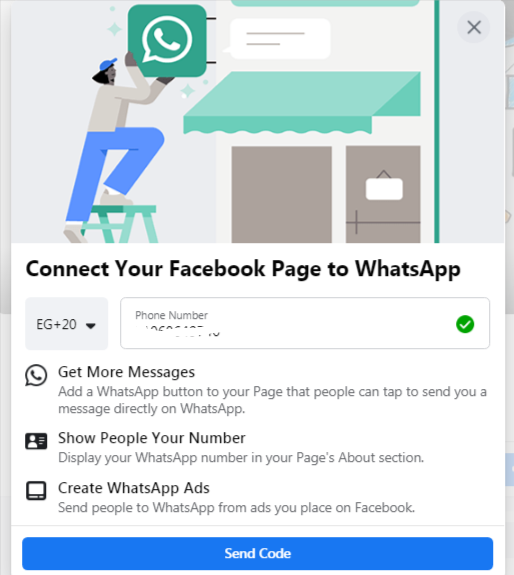 Connect Your Facebook Page to WhatsApp
EG+20
Phone Number
Get More Messages
Add a WhatsApp button to your Page that people can tap to send you a
message directly on WhatsApp.
Show People Your Number
Display your WhatsApp number in your Page's About section.
Create WhatsApp Ads
Send people to WhatsApp from ads you place on Facebook.
Send Code